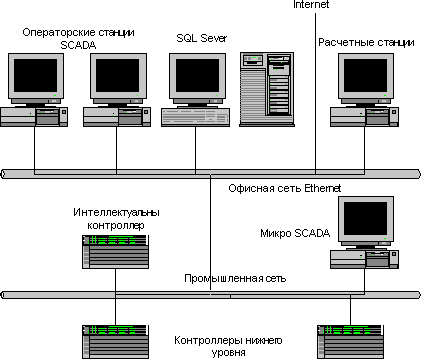 Internet
Операторские станции
SCADA
SQL Sever
Расчетные станции
Офисная сеть Ethernet
Интеллектуальны
контроллер
Микро SCADA
Промышленная сеть
Контроллеры нижнего
уровня